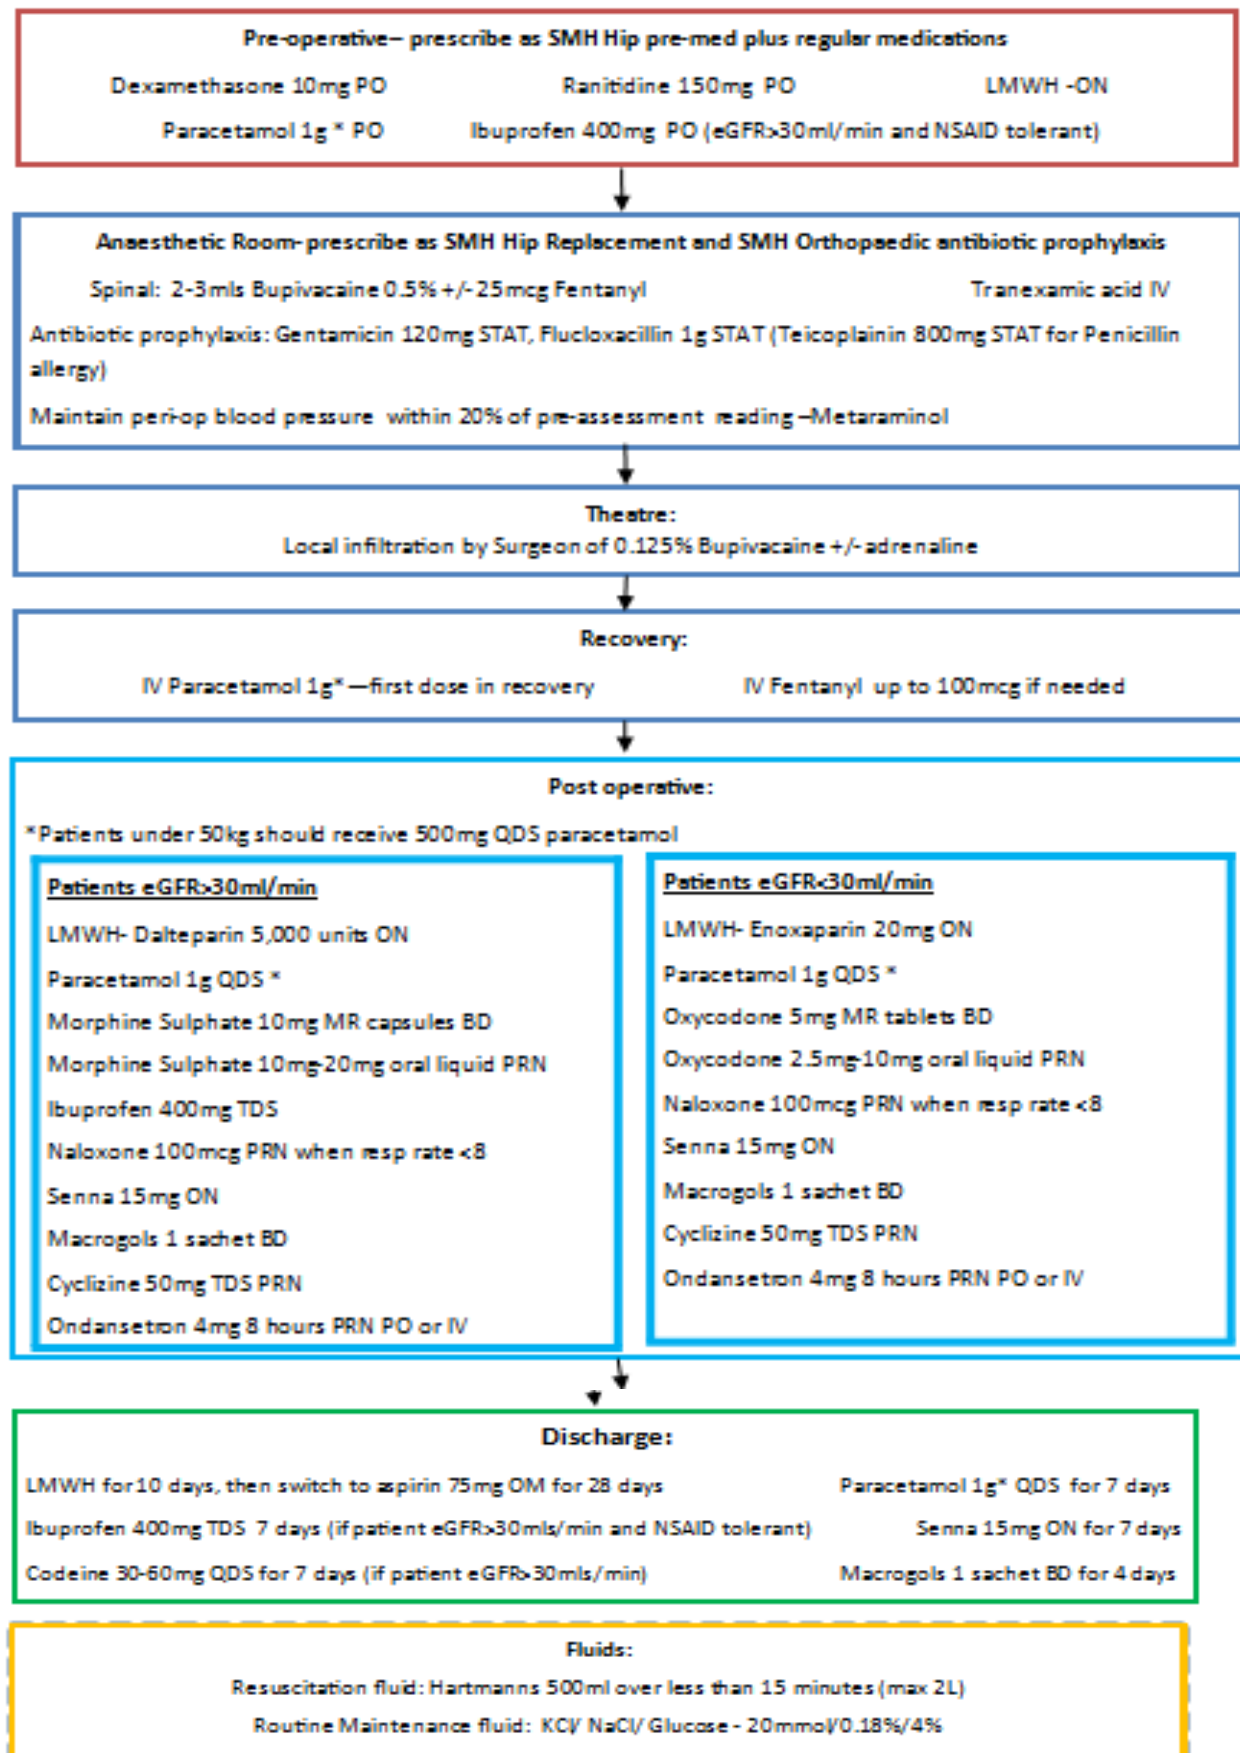 Pre-operative– prescribe as SMH Hip pre-med plus regular medications
Dexamethasone 10mg PO Ranitidine 150mg PO LMWH -ON
Paracetamol 1g * PO Ibuprofen 400mg PO (eGFR>30ml/min and NSAID tolerant)
Anaesthetic Room-prescribe as SMH Hip Replacement and SMH Orthopaedic antibiotic prophylaxis
Spinal: 2-3mls Bupivacaine 0.5% +/- 25mcg Fentanyl Tranexamic acid IV
Antibiotic prophylaxis: Gentamicin 120mg STAT, Flucloxacillin 1g STAT (Teicoplainin 800mg STAT for Penicillin
allergy)
Maintain peri-op blood pressure within 20% of pre-assessment reading –Metaraminol
Theatre:
Local infiltration by Surgeon of 0.125% Bupivacaine +/- adrenaline
Recovery:
IV Paracetamol 1g* —first dose in recovery IV Fentanyl up to 100mcg if needed
Post operative:
*Patients under 50kg should receive 500mg QDS paracetamol
Patients eGFR>30ml/min
LMWH- Dalteparin 5,000 units ON
Paracetamol 1g QDS *
Morphine Sulphate 10mg MR capsules BD
Morphine Sulphate 10mg-20mg oral liquid PRN
Ibuprofen 400mg TDS
Naloxone 100mcg PRN when resp rate <8
Senna 15mg ON
Macrogols 1 sachet BD
Cyclizine 50mg TDS PRN
Ondansetron 4mg 8 hours PRN PO or IV
Patients eGFR<30ml/min
LMWH- Enoxaparin 20mg ON
Paracetamol 1g QDS *
Oxycodone 5mg MR tablets BD
Oxycodone 2.5mg-10mg oral liquid PRN
Naloxone 100mcg PRN when resp rate <8
Senna 15mg ON
Macrogols 1 sachet BD
Cyclizine 50mg TDS PRN
Ondansetron 4mg 8 hours PRN PO or IV
Discharge:
LMWH for 10 days, then switch to aspirin 75mg OM for 28 days Paracetamol 1g* QDS for 7 days
Ibuprofen 400mg TDS 7 days (if patient eGFR>30mls/min and NSAID tolerant) Senna 15mg ON for 7 days
Codeine 30-60mg QDS for 7 days (if patient eGFR>30mls/min) Macrogols 1 sachet BD for 4 days
Fluids:
Resuscitation fluid: Hartmanns 500ml over less than 15 minutes (max 2L)
Routine Maintenance fluid: KCl/ NaCl/ Glucose - 20mmol/0.18%/4%